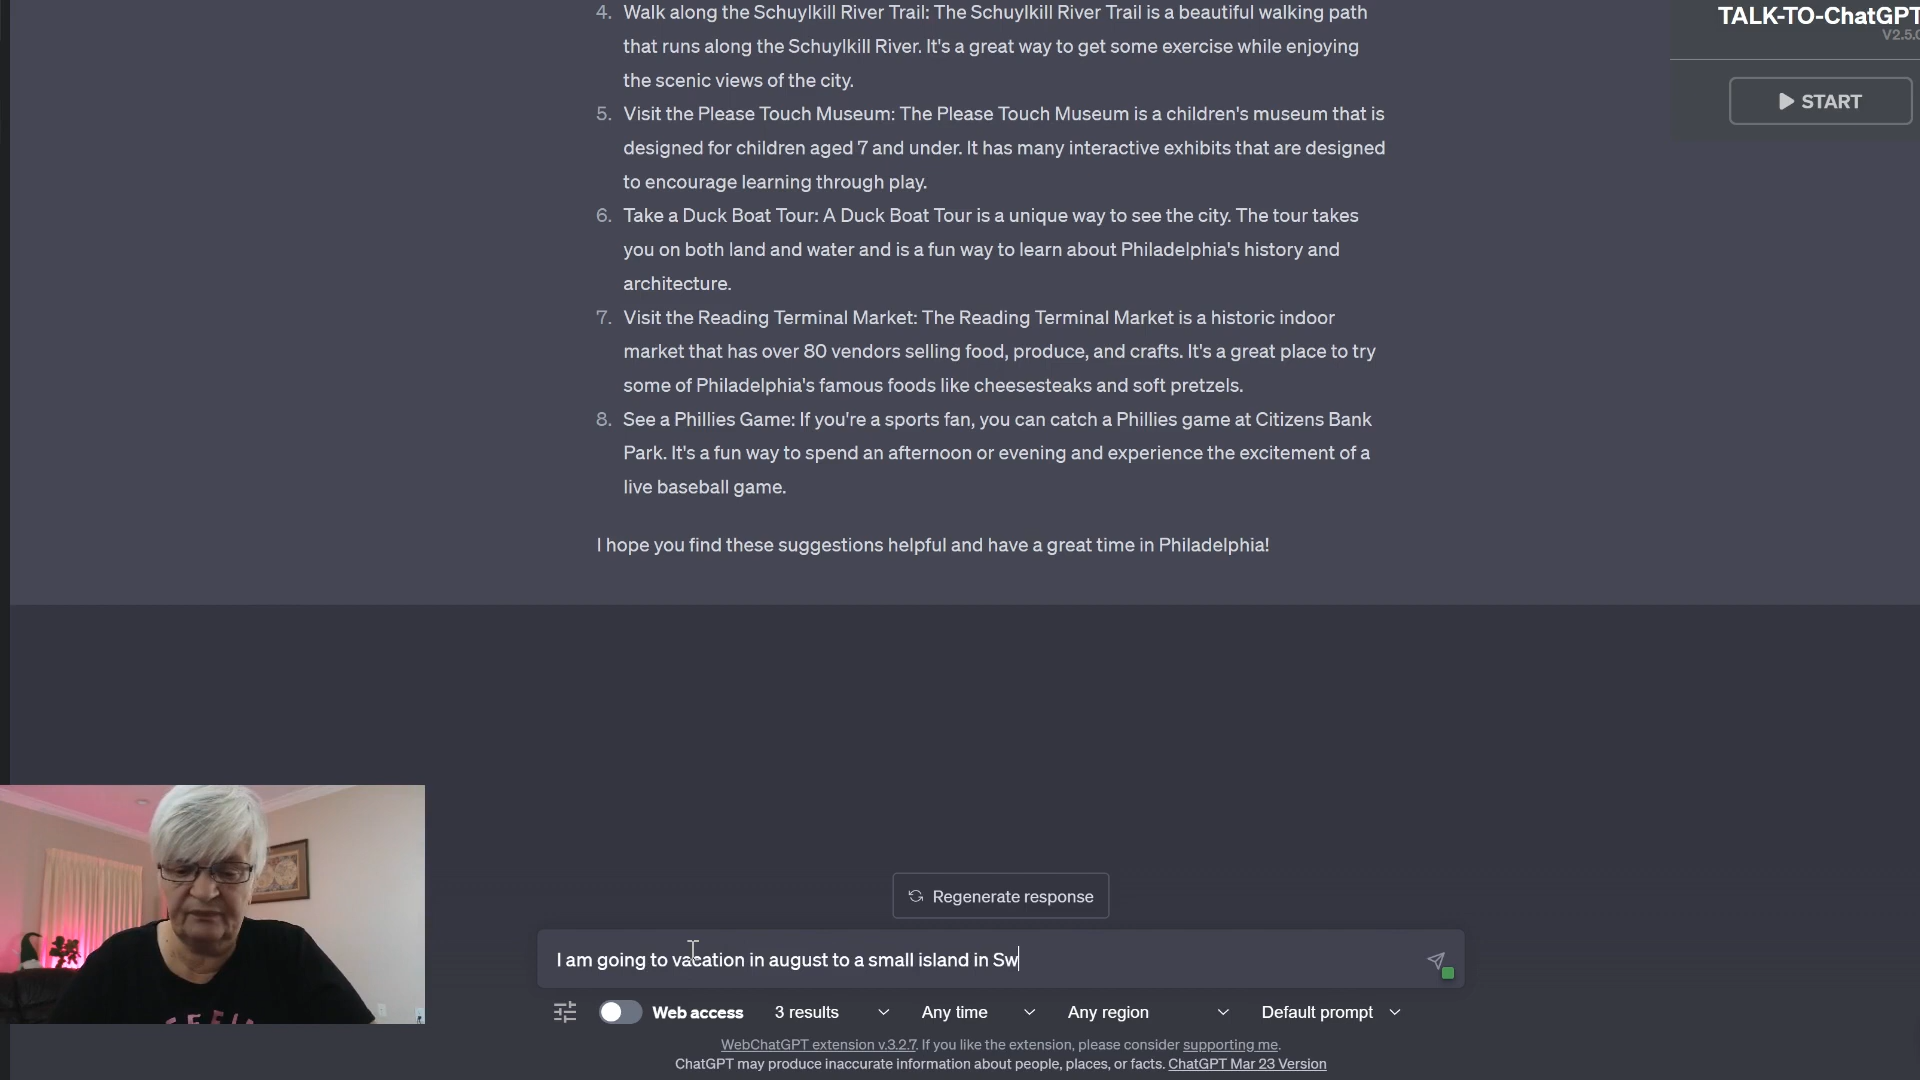 4. Walk along the Schuylkill River Trail: The Schuylkill River Trail is a beautiful walking path
that runs along the Schuylkill River. It's a great way to get some exercise while enjoying
the scenic views of the city.
5. Visit the Please Touch Museum: The Please Touch Museum is a children's museum that is
designed for children aged 7 and under. It has many interactive exhibits that are designed
to encourage learning through play.
6. Take a Duck Boat Tour: A Duck Boat Tour is a unique way to see the city. The tour takes
you on both land and water and is a fun way to learn about Philadelphia's history and
architecture.
7. Visit the Reading Terminal Market: The Reading Terminal Market is a historic indoor
market that has over 80 vendors selling food, produce, and crafts. It's a great place to try
some of Philadelphia's famous foods like cheesesteaks and soft pretzels.
8. See a Phillies Game: If you're a sports fan, you can catch a Phillies game at Citizens Bank
Park. It's a fun way to spend an afternoon or evening and experience the excitement of a
live baseball game.
I hope you find these suggestions helpful and have a great time in Philadelphia!
TALK-TO-ChatGPT
V2.5.0
START
Regenerate response
I am going to vacation in august to a small island in Sw
Web access 3 results Any time Any region Default prompt
WebChatGPT extension v.3.2.7. If you like the extension, please consider supporting me.
ChatGPT may produce inaccurate information about people, places, or facts. ChatGPT Mar 23 Version